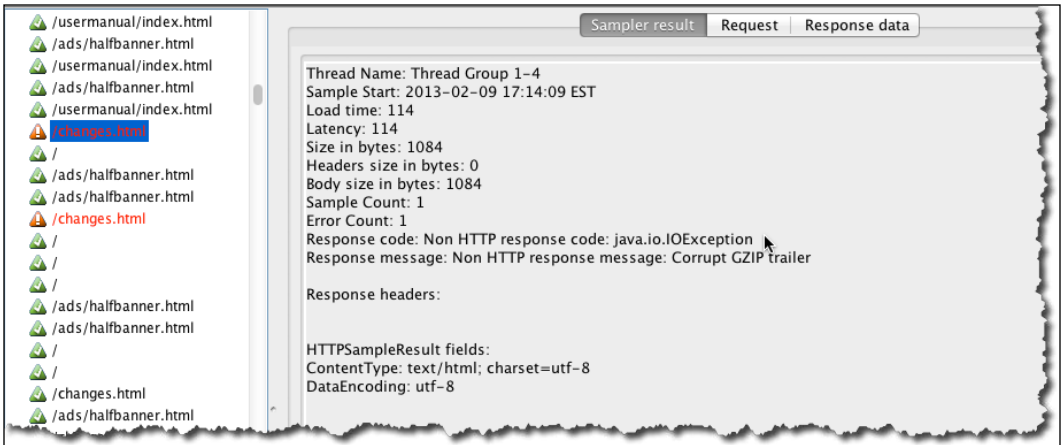 /usermanual/index.html
/ads/halfbanner.html
/usermanual/index.html
/ads/halfbanner.html
/usermanual/index.html
/changes.html
/
/ads/halfbanner.html
/ads/halfbanner.html
/changes.html
/
/
/
/ads/halfbanner.html
/ads/halfbanner.html
/
/
/changes.html
/ads/halfbanner.html
Sampler result Request Response data
Thread Name: Thread Group 1-4
Sample Start: 2013-02-09 17:14:09 EST
Load time: 114
Latency: 114
Size in bytes: 1084
Headers size in bytes: 0
Body size in bytes: 1084
Sample Count: 1
Error Count: 1
Response code: Non HTTP response code: java.io.IOException
Response message: Non HTTP response message: Corrupt GZIP trailer
Response headers:
HTTPSampleResult fields:
ContentType: text/html; charset=utf-8
DataEncoding: utf-8